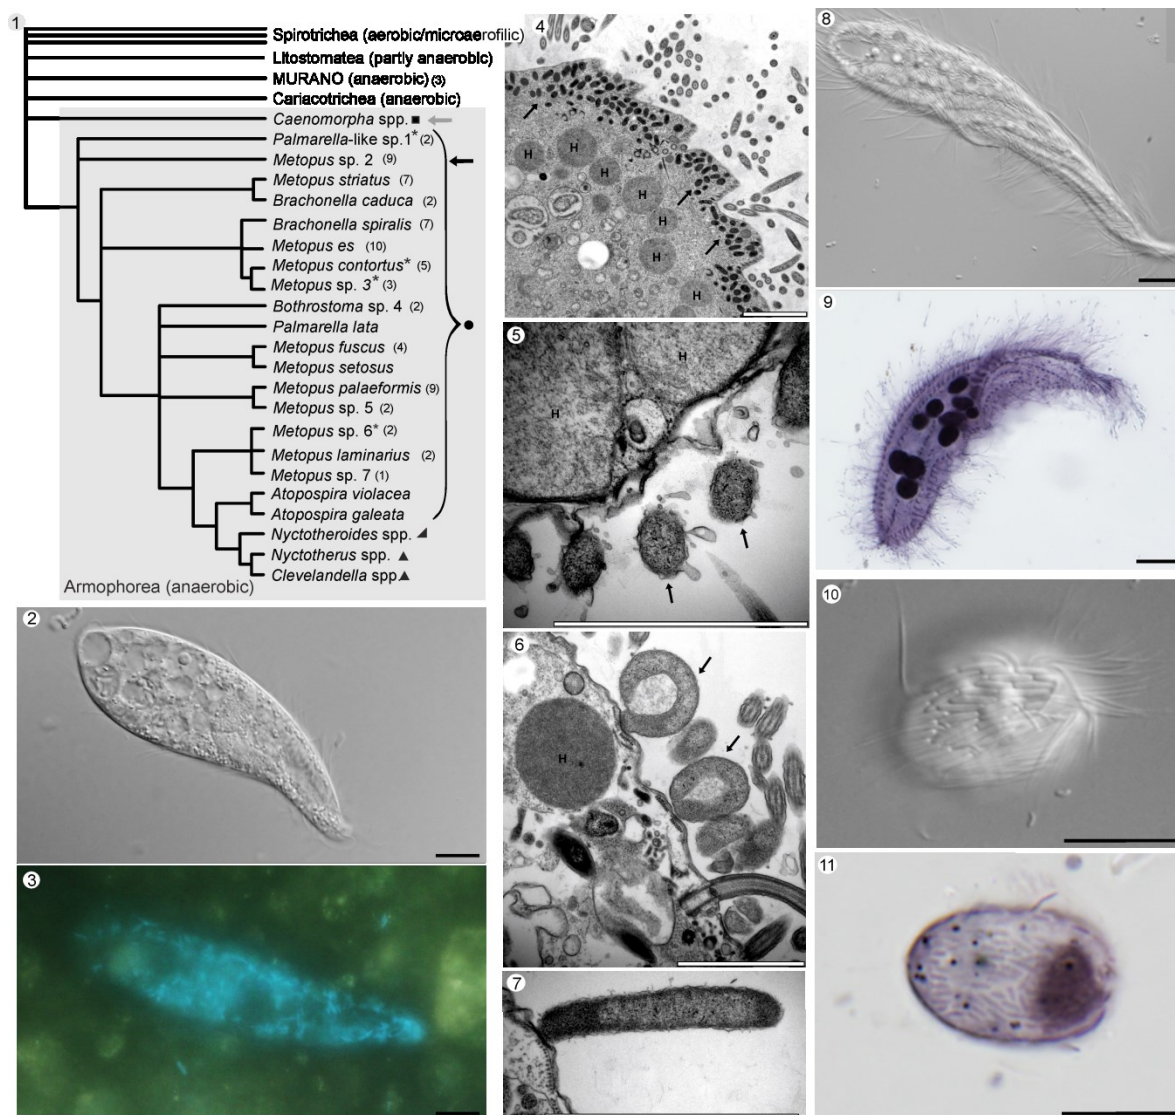 1
Spirotrichea (aerobic/microaerofilic)
Litostomatea (partly anaerobic)
MURANO (anaerobic) (3)
Cariacotrichea (anaerobic)
Caenomorpha spp. ■
Palmarella-like sp.1* (2)
Metopus sp. 2 (9)
Metopus striatus (7)
Brachonella caduca (2)
Brachonella spiralis (7)
Metopus es (10)
Metopus contortus* (5)
Metopus sp. 3* (3)
Bothrostoma sp. 4 (2)
Palmarella lata
Metopus fuscus (4)
Metopus setosus
Metopus palaeformis (9)
Metopus sp. 5 (2)
Metopus sp. 6* (2)
Metopus laminarius (2)
Metopus sp. 7 (1)
Atopospira violacea
Atopospira galeata
Nyctotheroides spp.
Nyctotherus spp. ▲
Clevelandella spp ▲
Armophorea (anaerobic)
2
3
4
H
H
H
H
H
H
H
5
H
H
6
H
7
8
9
10
11